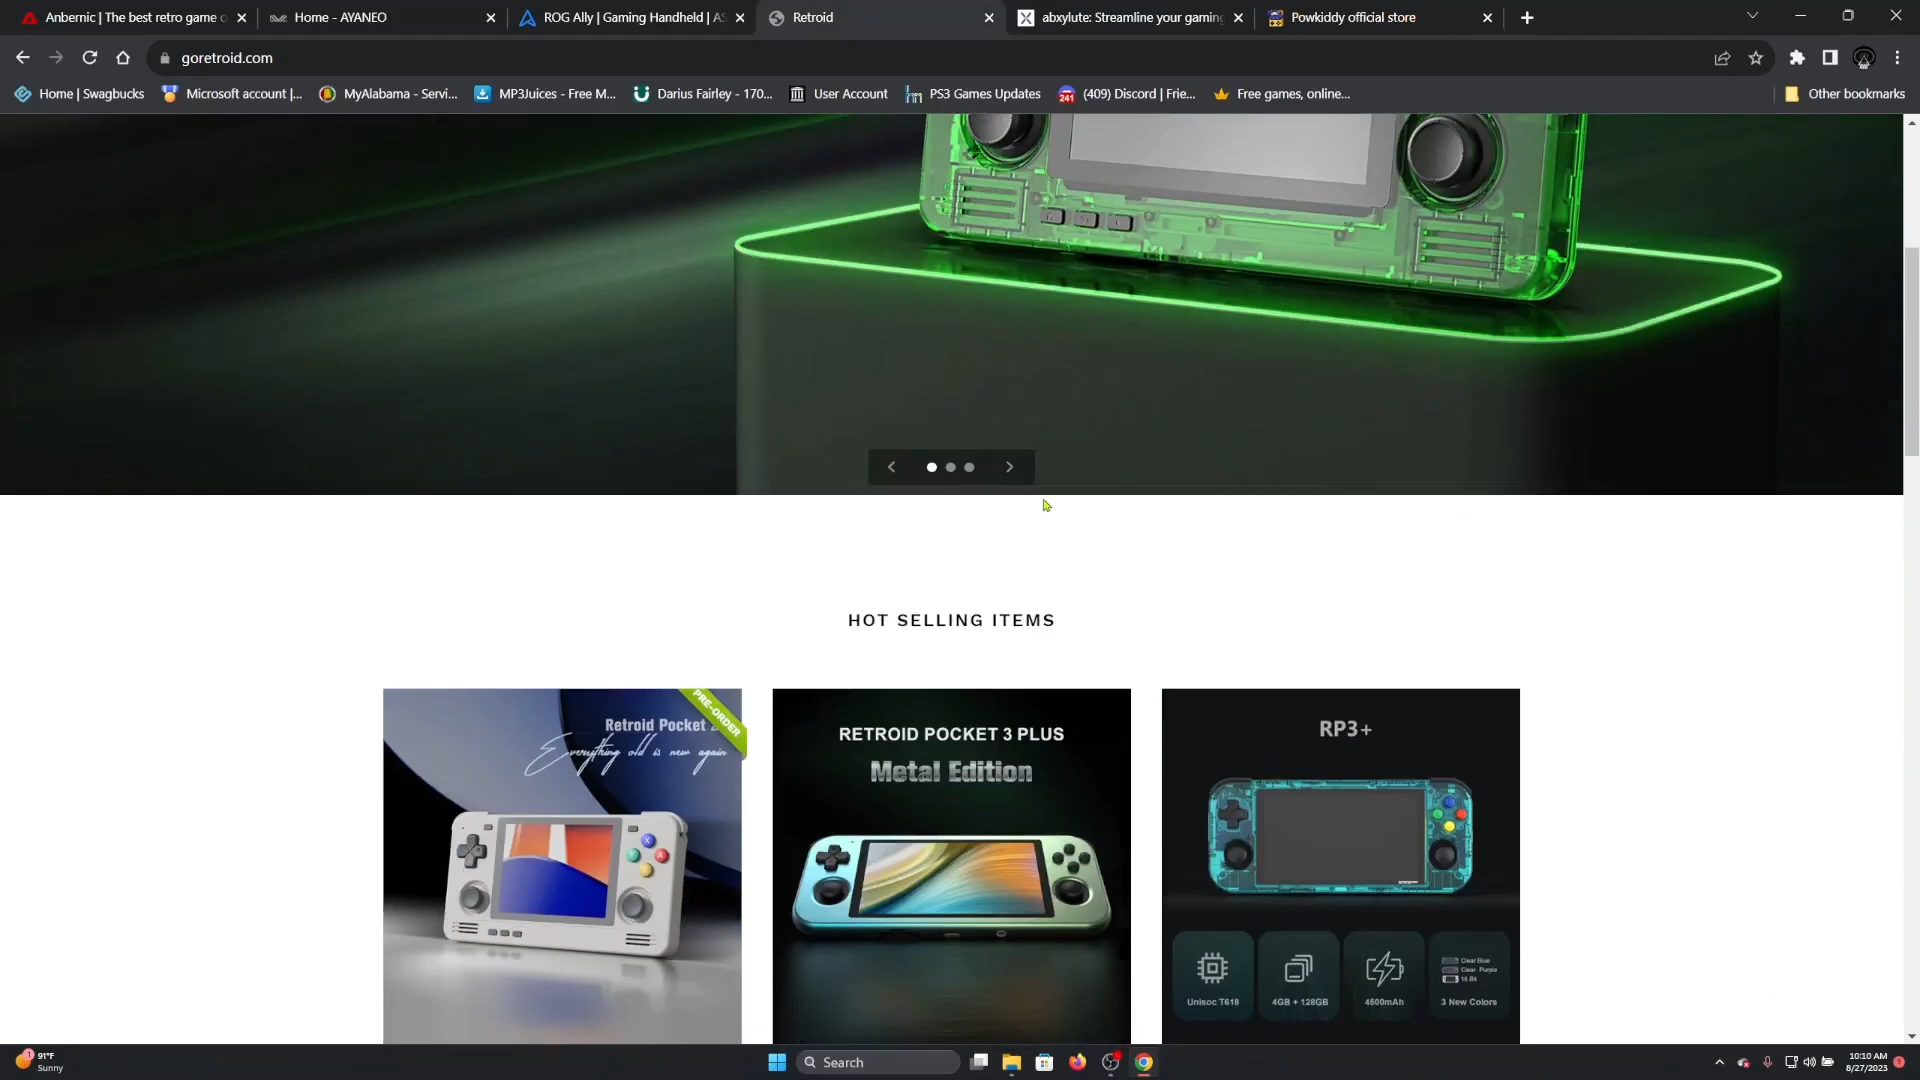 Anbernic | The best retro game c
Home - AYANEO
ROG Ally | Gaming Handheld | AS
Retroid
abxylute: Streamline your gaming
Powkiddy official store
goretroid.com
Home | Swagbucks
Microsoft account |...
MyAlabama - Servi...
MP3Juices - Free M...
Darius Fairley - 170...
User Account
PS3 Games Updates
241
(409) Discord | Frie...
Free games, online...
Other bookmarks
HOT SELLING ITEMS
PRE-ORDER
Retroid Pocket
Everything old is new again
X
A
RETROID POCKET 3 PLUS
Metal Edition
RP3+
Unisoc T618
4GB + 128GB
4500mAh
Clear Blue
Clear Purple
16 Bit
3 New Colors
1
91°F
Sunny
Search
10:10 AM
8/27/2023